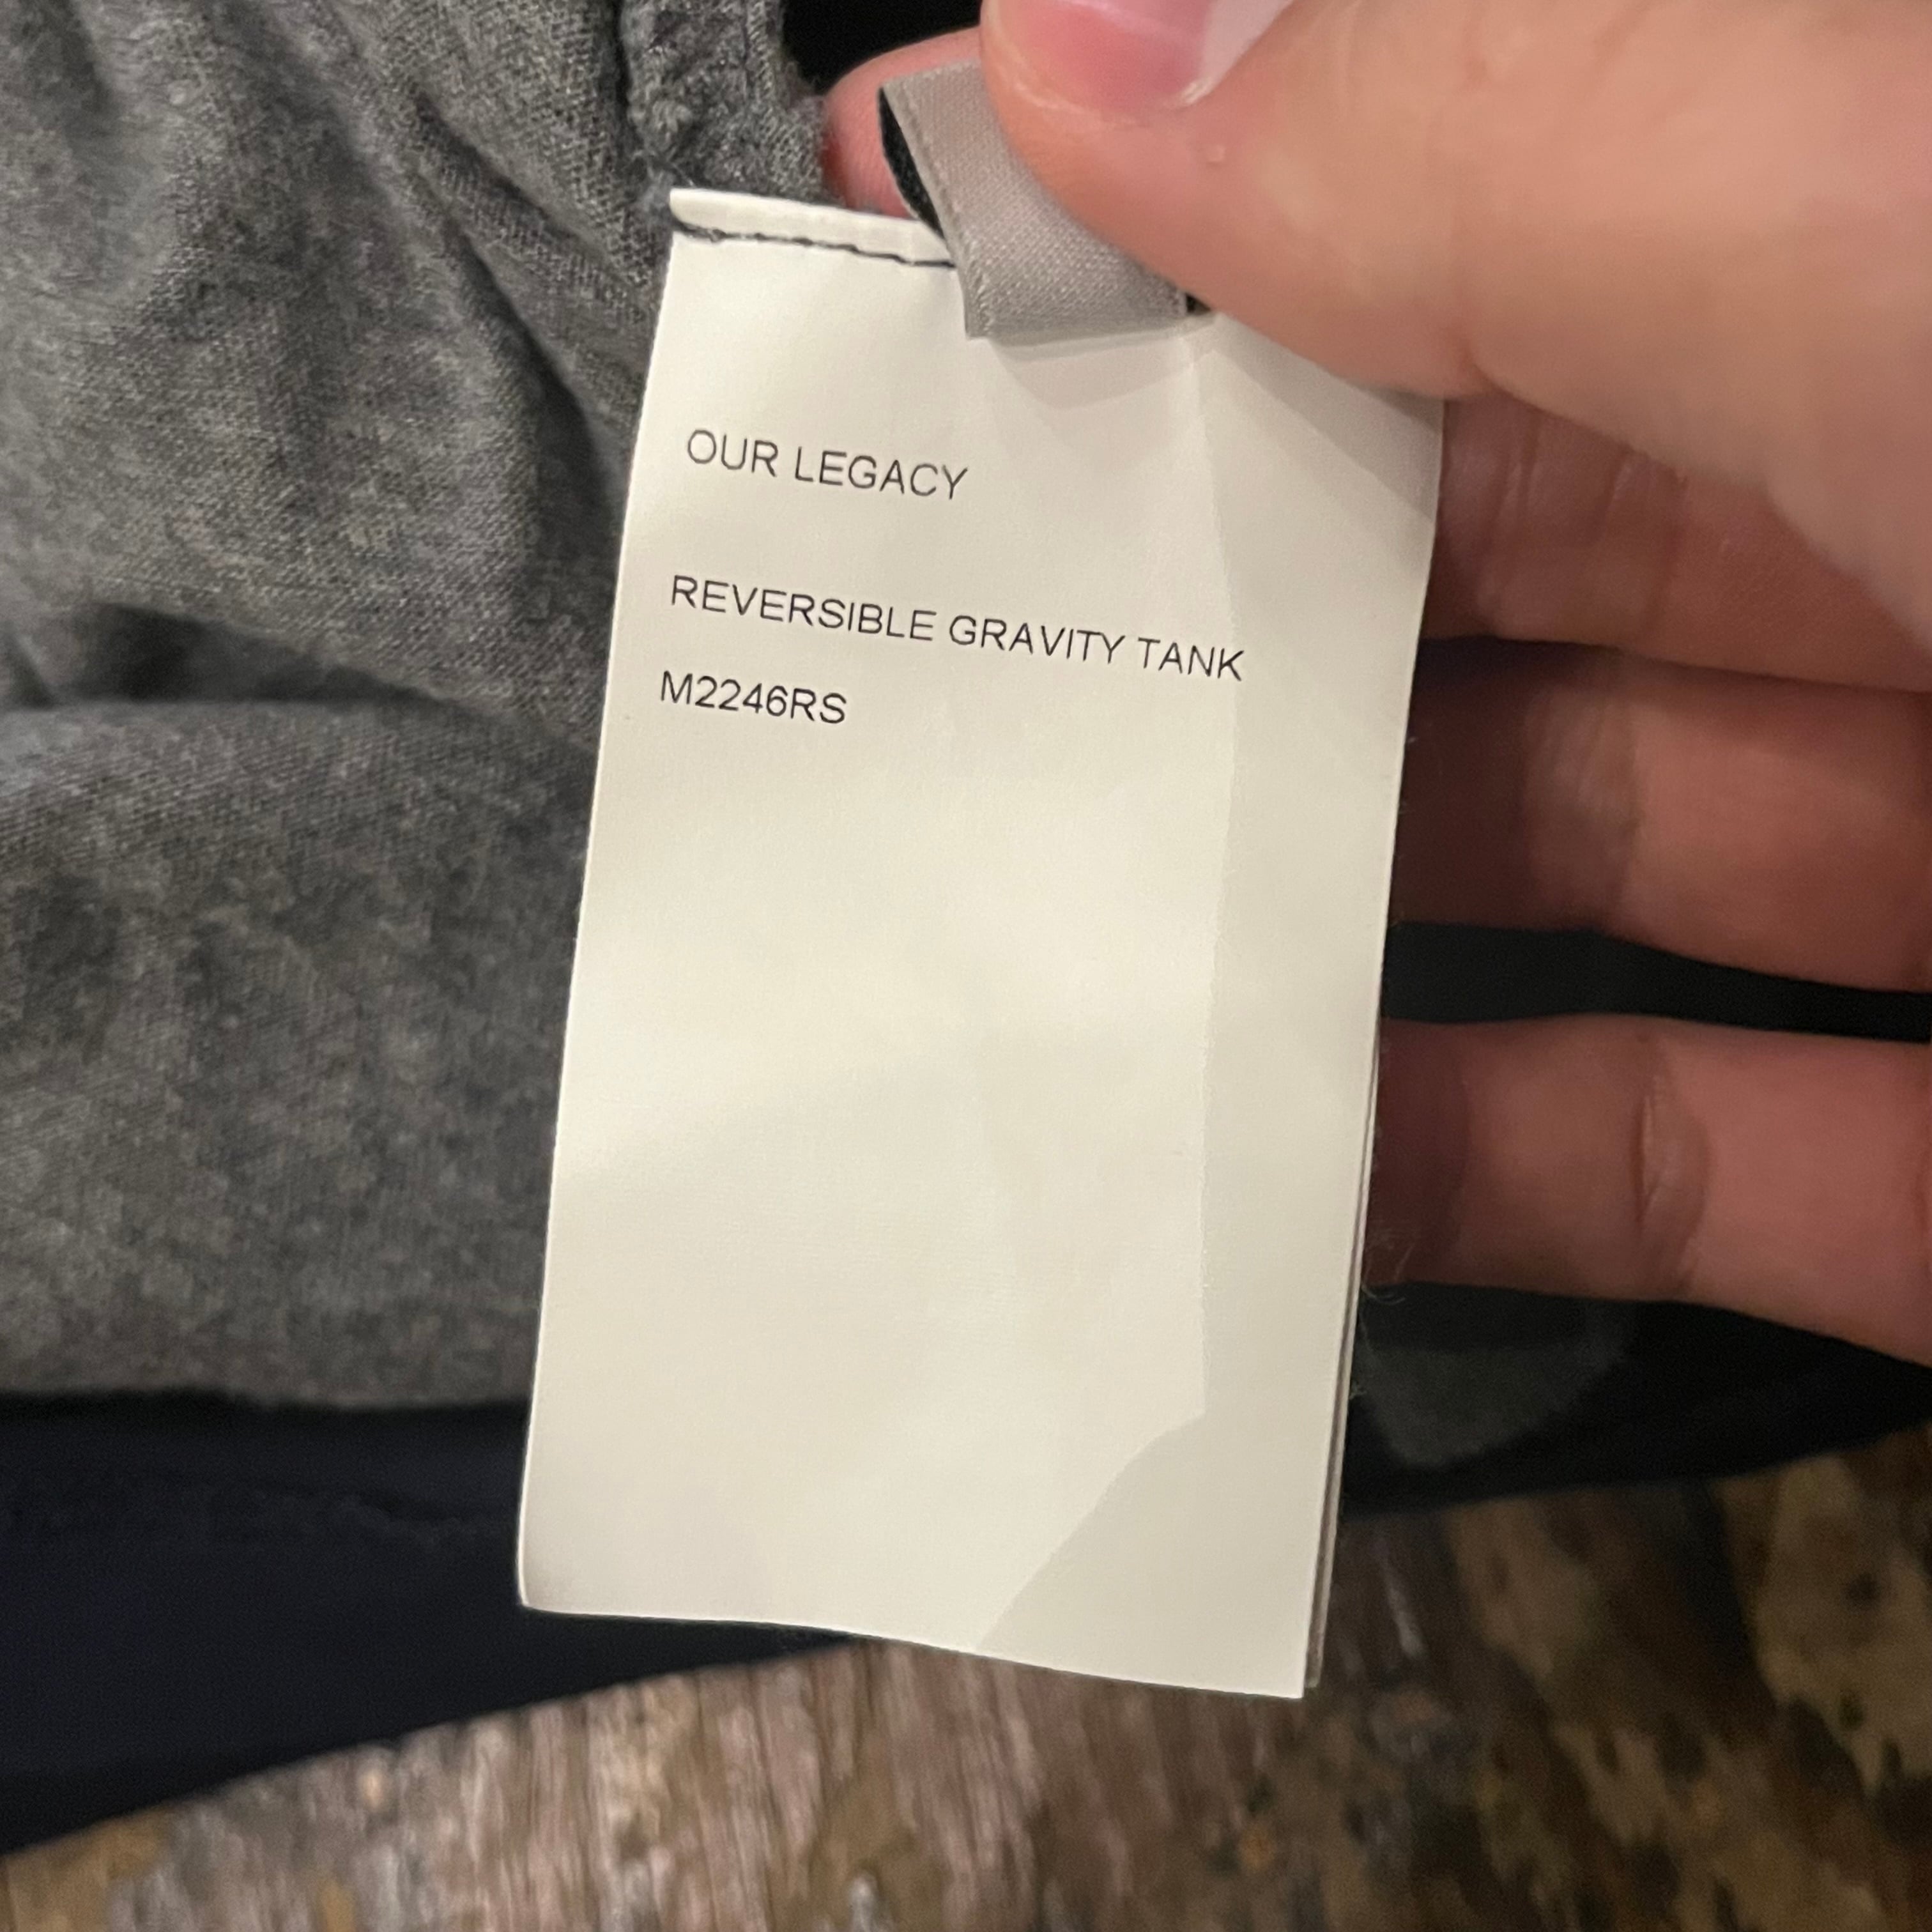 OUR LEGACY
REVERSIBLE GRAVITY TANK
M2246RS